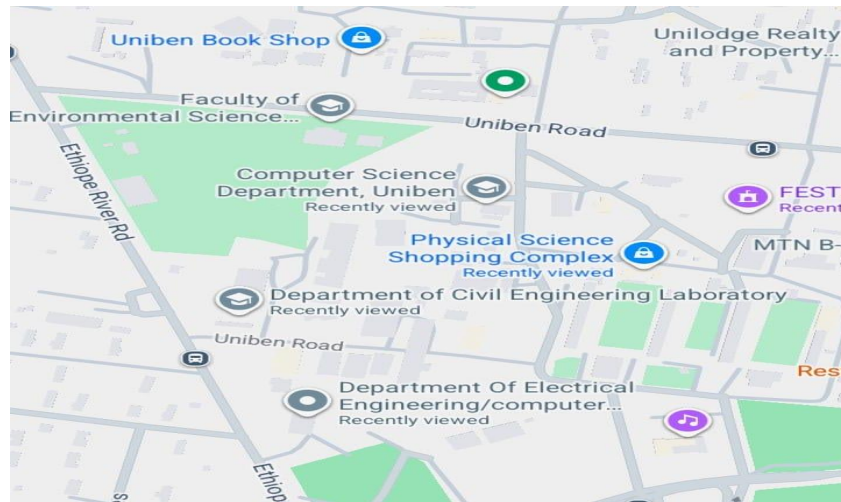 Uniben Book Shop
Unilodge Realty
and Property...
Faculty of
Environmental Science...
Uniben Road
Ethiope River Rd
Computer Science
Department, Uniben
Recently viewed
FEST
Recent
Physical Science
Shopping Complex
Recently viewed
MTN B-
Department of Civil Engineering Laboratory
Recently viewed
Uniben Road
Res
Department Of Electrical
Engineering/computer...
Recently viewed
Ethiop